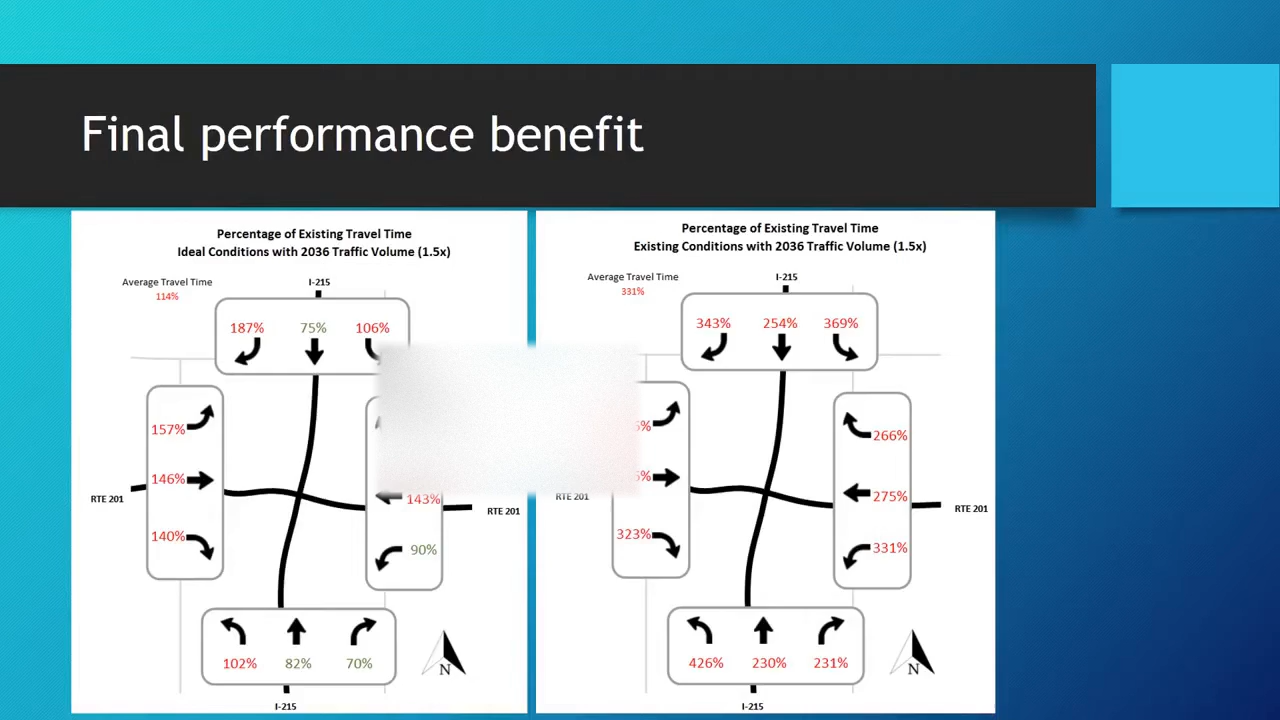 Final performance benefit
Percentage of Existing Travel Time
Ideal Conditions with 2036 Traffic Volume (1.5x)
Average Travel Time
114%
I-215
187% 75% 106%
157%
146%
140%
RTE 201
143%
90%
RTE 201
102% 82% 70%
N
I-215
Percentage of Existing Travel Time
Existing Conditions with 2036 Traffic Volume (1.5x)
Average Travel Time
331%
I-215
343% 254% 369%
323%
RTE 201
266%
275%
331%
RTE 201
426% 230% 231%
N
I-215